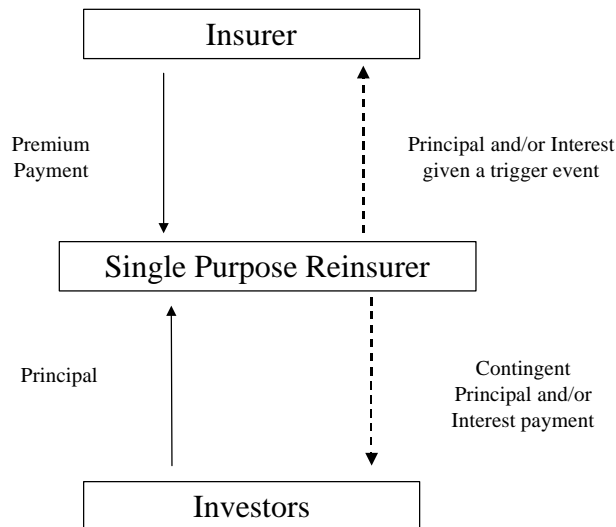 Insurer
Premium
Payment
Principal and/or Interest
given a trigger event
Single Purpose Reinsurer
Principal
Contingent
Principal and/or
Interest payment
Investors